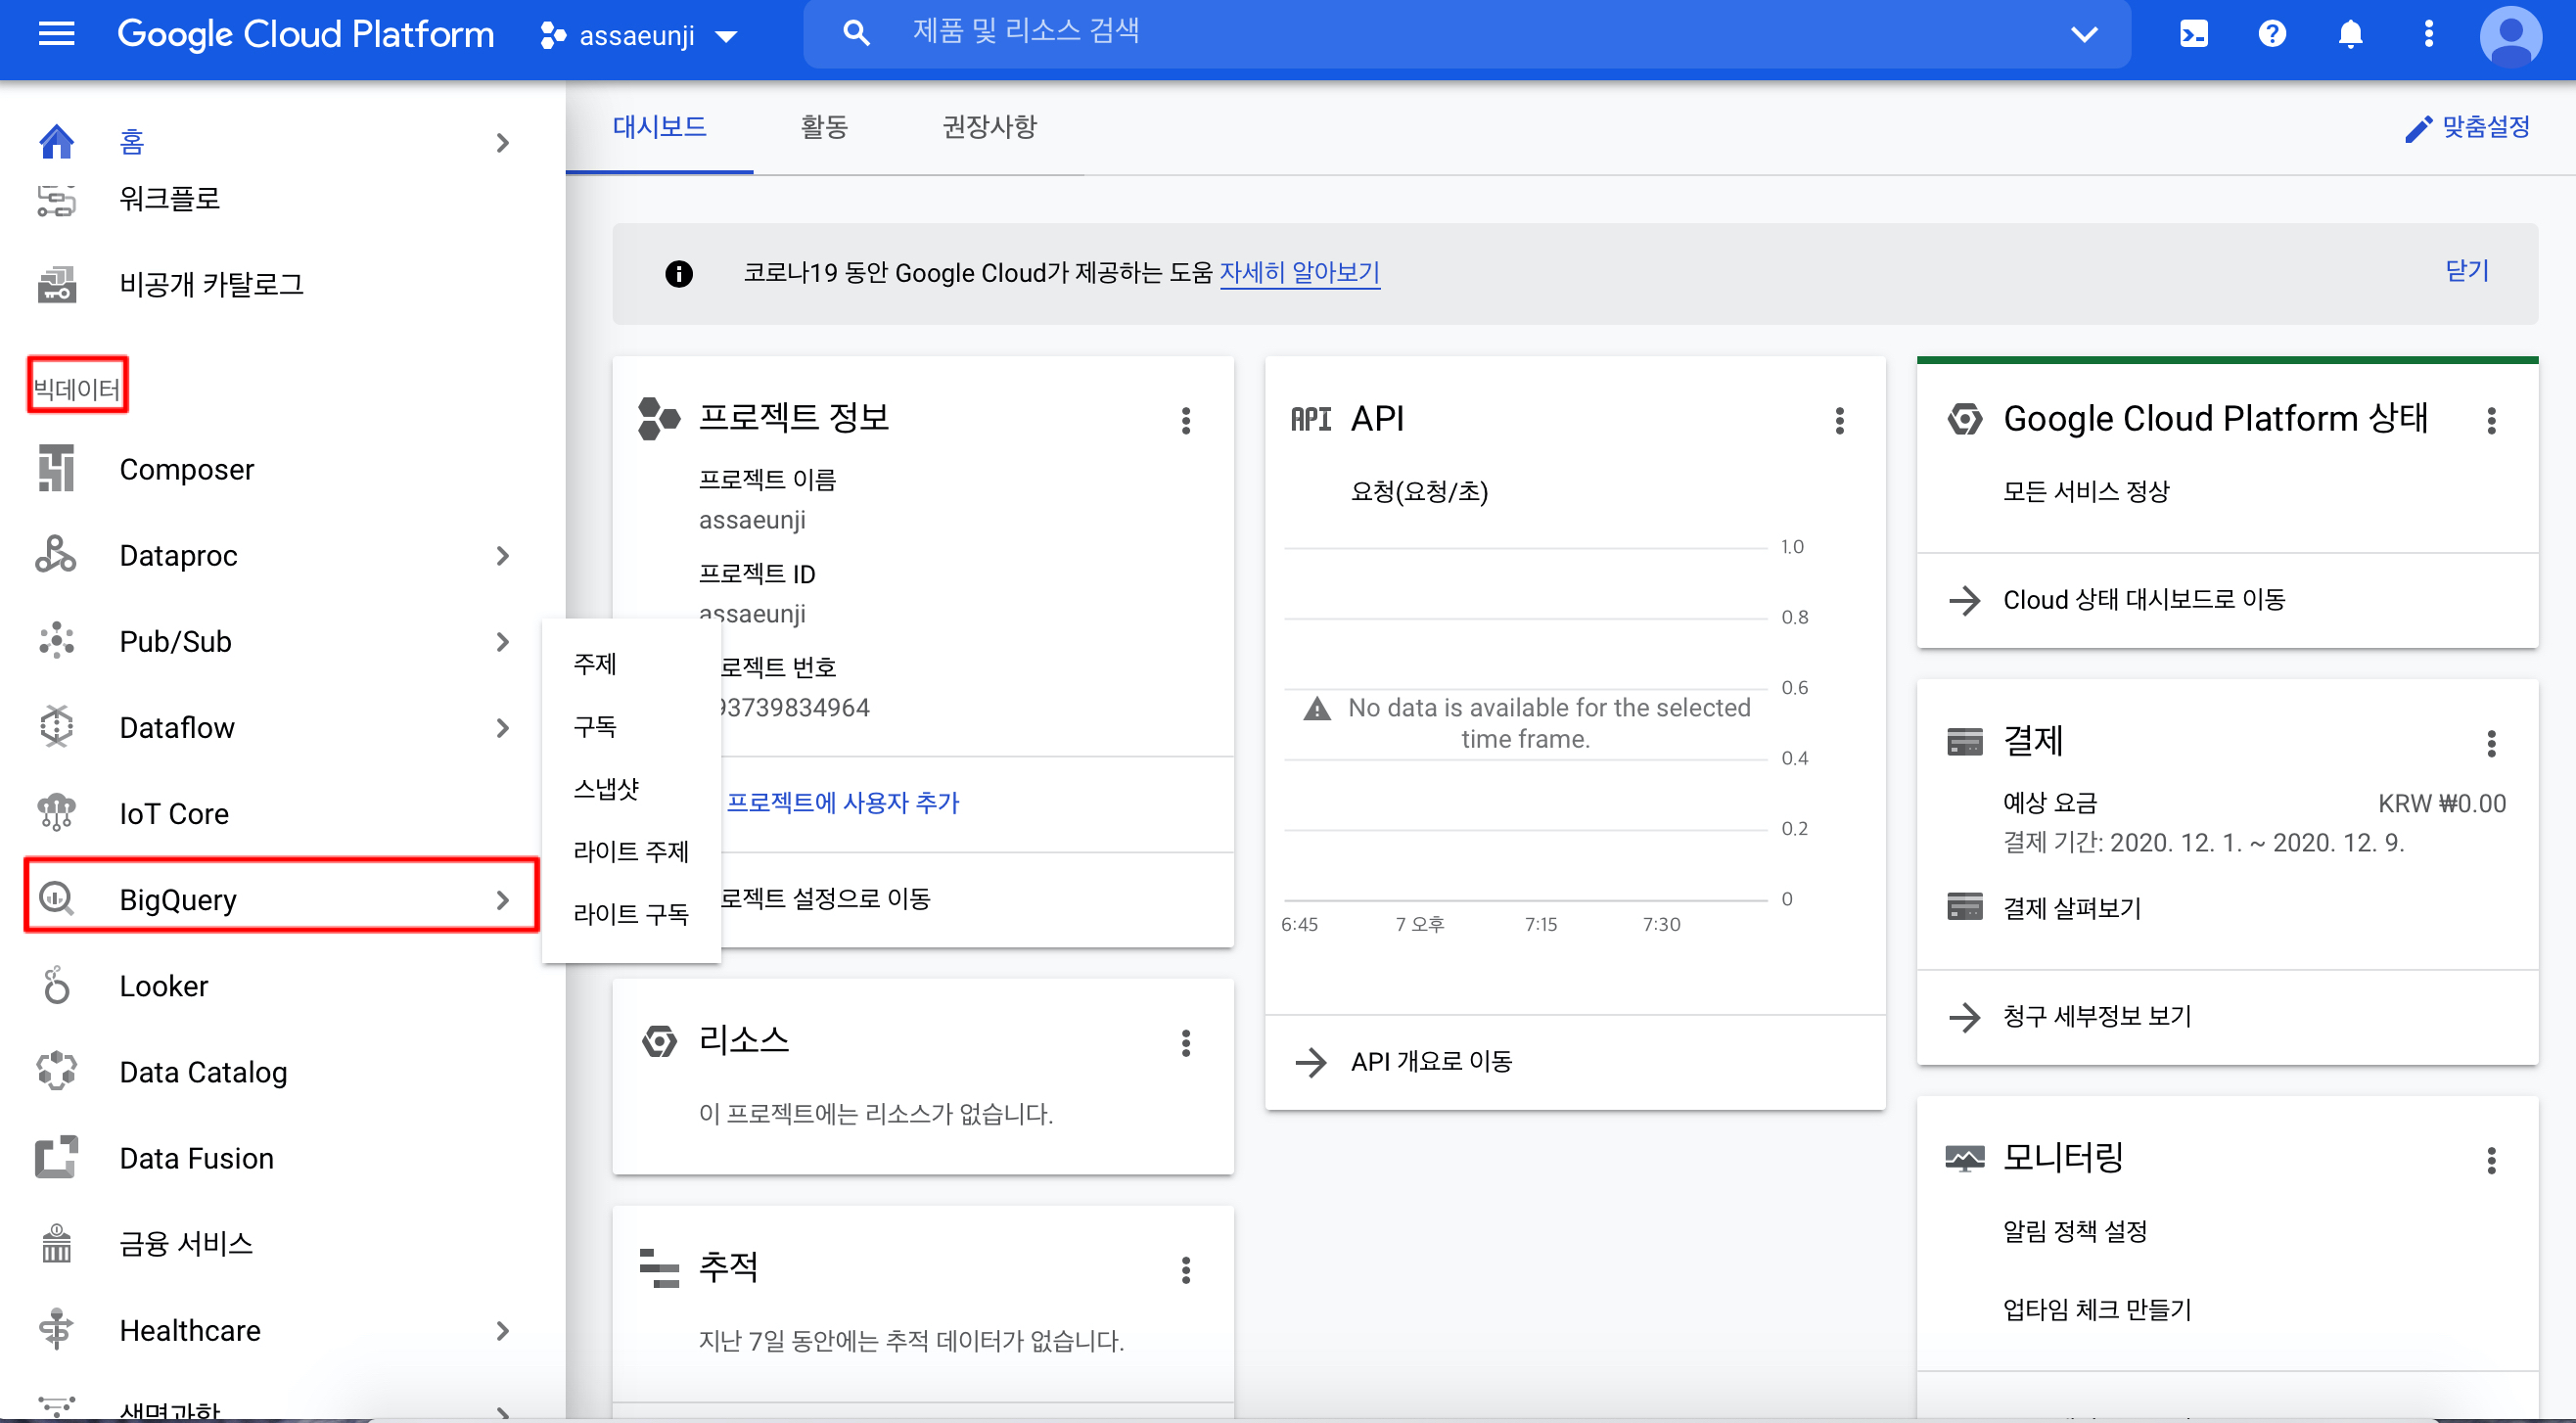 Google Cloud Platform
assaeunji
제품 및 리소스 검색
홈
워크플로
비공개 카탈로그
빅데이터
Composer
Dataproc
Pub/Sub
Dataflow
IoT Core
BigQuery
Looker
Data Catalog
Data Fusion
금융 서비스
Healthcare
생명과학
주제
구독
스냅샷
라이트 주제
라이트 구독
대시보드
활동
권장사항
맞춤설정
코로나19 동안 Google Cloud가 제공하는 도움 자세히 알아보기
닫기
프로젝트 정보
프로젝트 이름
assaeunji
프로젝트 ID
assaeunji
로젝트 번호
93739834964
프로젝트에 사용자 추가
로젝트 설정으로 이동
리소스
이 프로젝트에는 리소스가 없습니다.
추적
지난 7일 동안에는 추적 데이터가 없습니다.
API API
요청(요청/초)
1.0
0.8
0.6
No data is available for the selected
time frame.
0.4
0.2
0
6:45 7 오후 7:15 7:30
API 개요로 이동
Google Cloud Platform 상태
모든 서비스 정상
Cloud 상태 대시보드로 이동
결제
예상 요금 KRW ₩0.00
결제 기간: 2020. 12. 1. ~ 2020. 12. 9.
결제 살펴보기
청구 세부정보 보기
모니터링
알림 정책 설정
업타임 체크 만들기